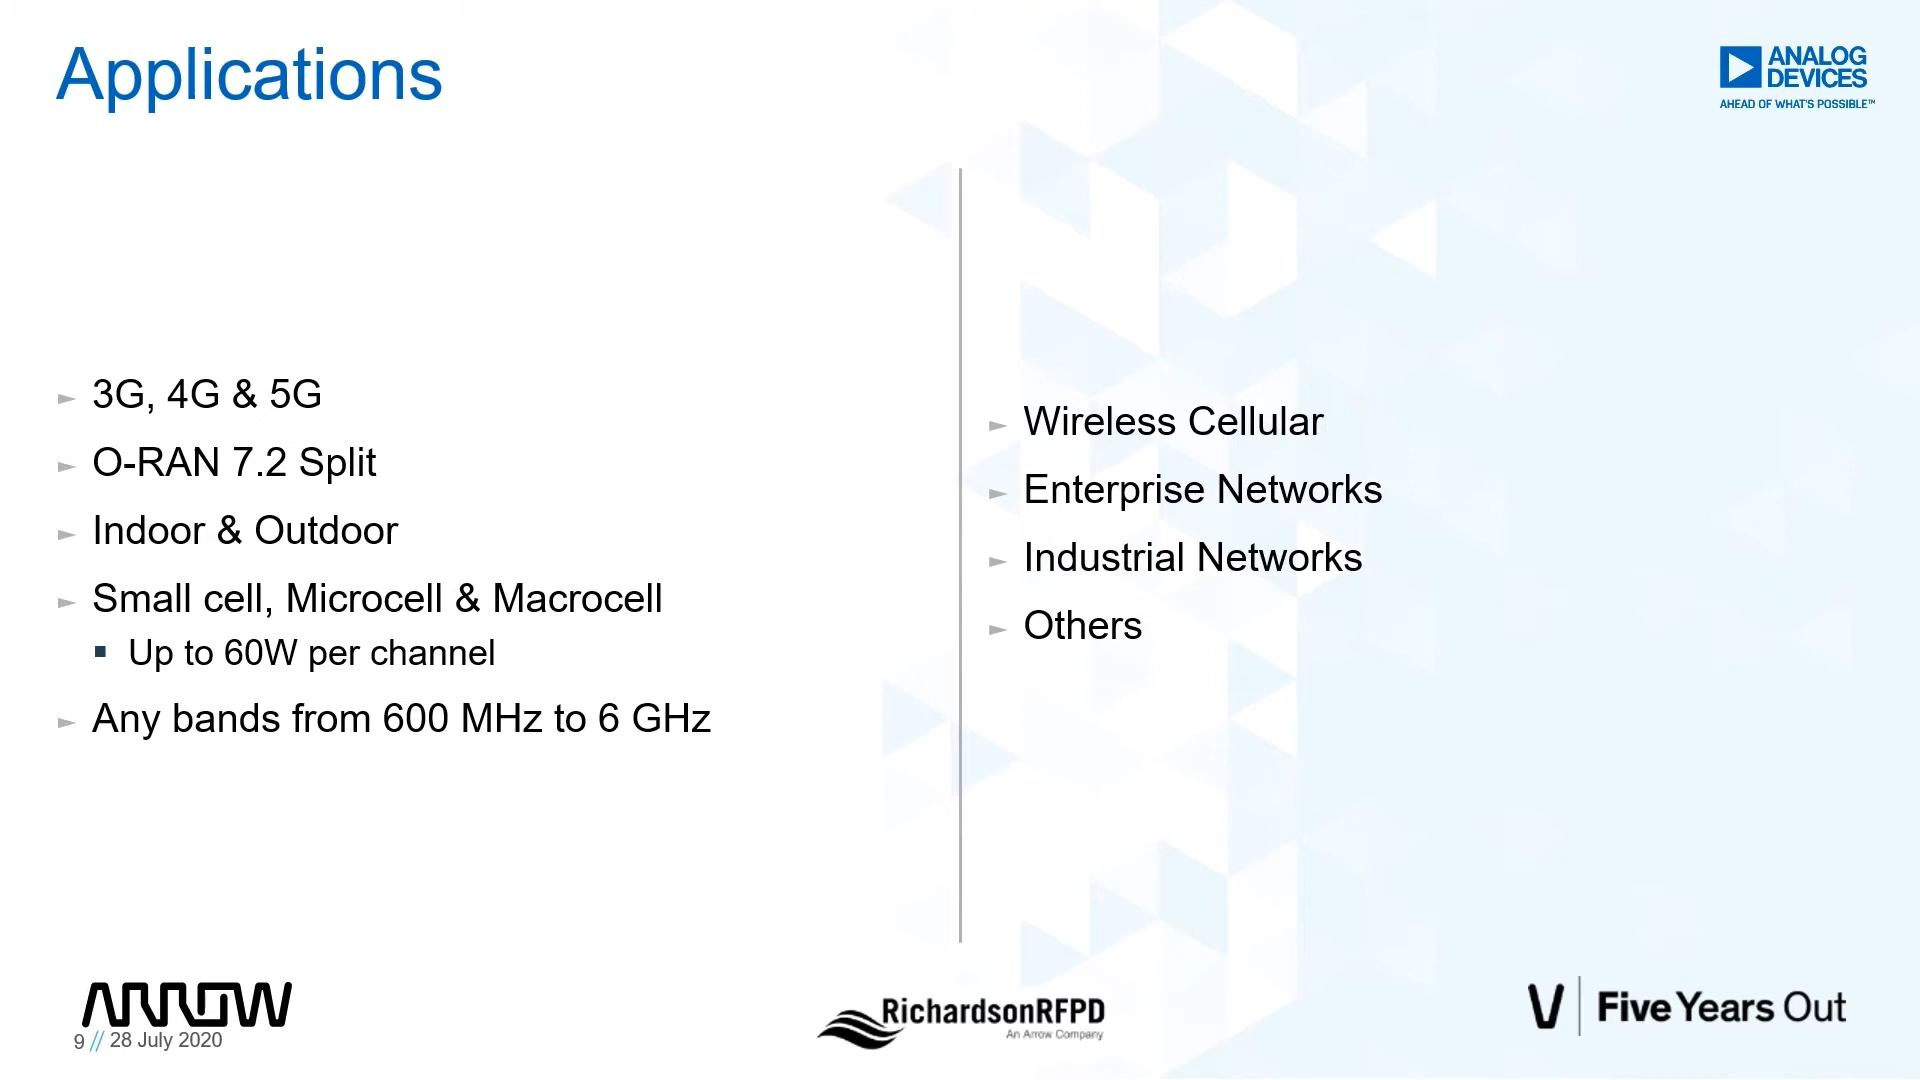 Applications
ANALOG
DEVICES
AHEAD OF WHAT'S POSSIBLE™
3G, 4G & 5G
O-RAN 7.2 Split
Indoor & Outdoor
Small cell, Microcell & Macrocell
Up to 60W per channel
Any bands from 600 MHz to 6 GHz
Wireless Cellular
Enterprise Networks
Industrial Networks
Others
ARROW
9 // 28 July 2020
RichardsonRFPD
An Arrow Company
Five Years Out